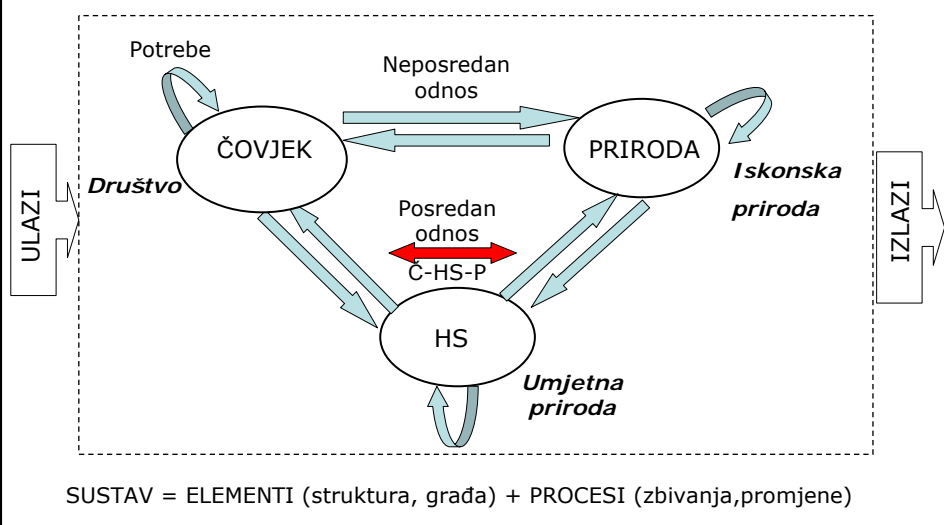 Potrebe
Neposredan
odnos
ČOVJEK
PRIRODA
Društvo
Iskonska
priroda
ULAZI
IZLAZI
Posredan
odnos
Č-HS-P
HS
Umjetna
priroda
SUSTAV = ELEMENTI (struktura, građa) + PROCESI (zbivanja,promjene)